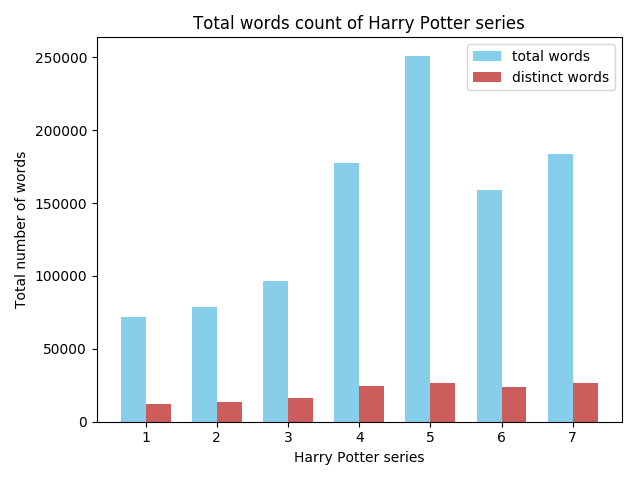 Total words count of Harry Potter series
total words
distinct words
250000
200000
150000
100000
50000
0
Total number of words
1 2 3 4 5 6 7
Harry Potter series